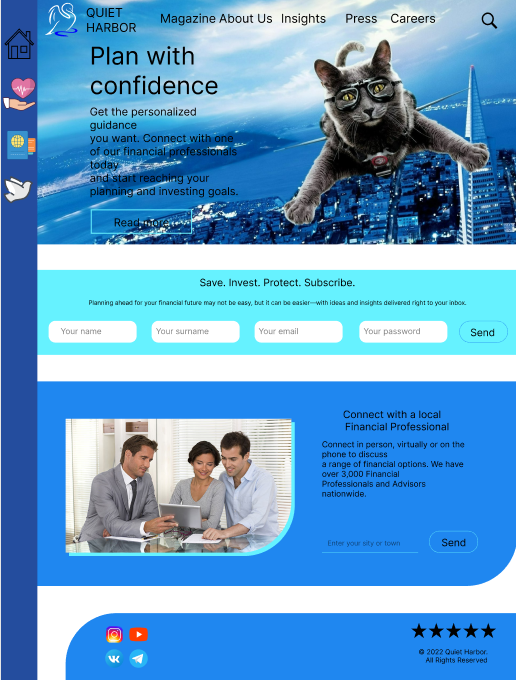 QUIET
HARBOR
Magazine About Us Insights Press Careers
Plan with
confidence
Get the personalized
guidance
you want. Connect with one
of our financial professionals
today
and start reaching your
planning and investing goals.
Read more
Save. Invest. Protect. Subscribe.
Planning ahead for your financial future may not be easy, but it can be easier—with ideas and insights delivered right to your inbox.
Your name
Your surname
Your email
Your password
Send
Connect with a local
Financial Professional
Connect in person, virtually or on the
phone to discuss
a range of financial options. We have
over 3,000 Financial
Professionals and Advisors
nationwide.
Enter your sity or town
Send
© 2022 Quiet Harbor.
All Rights Reserved